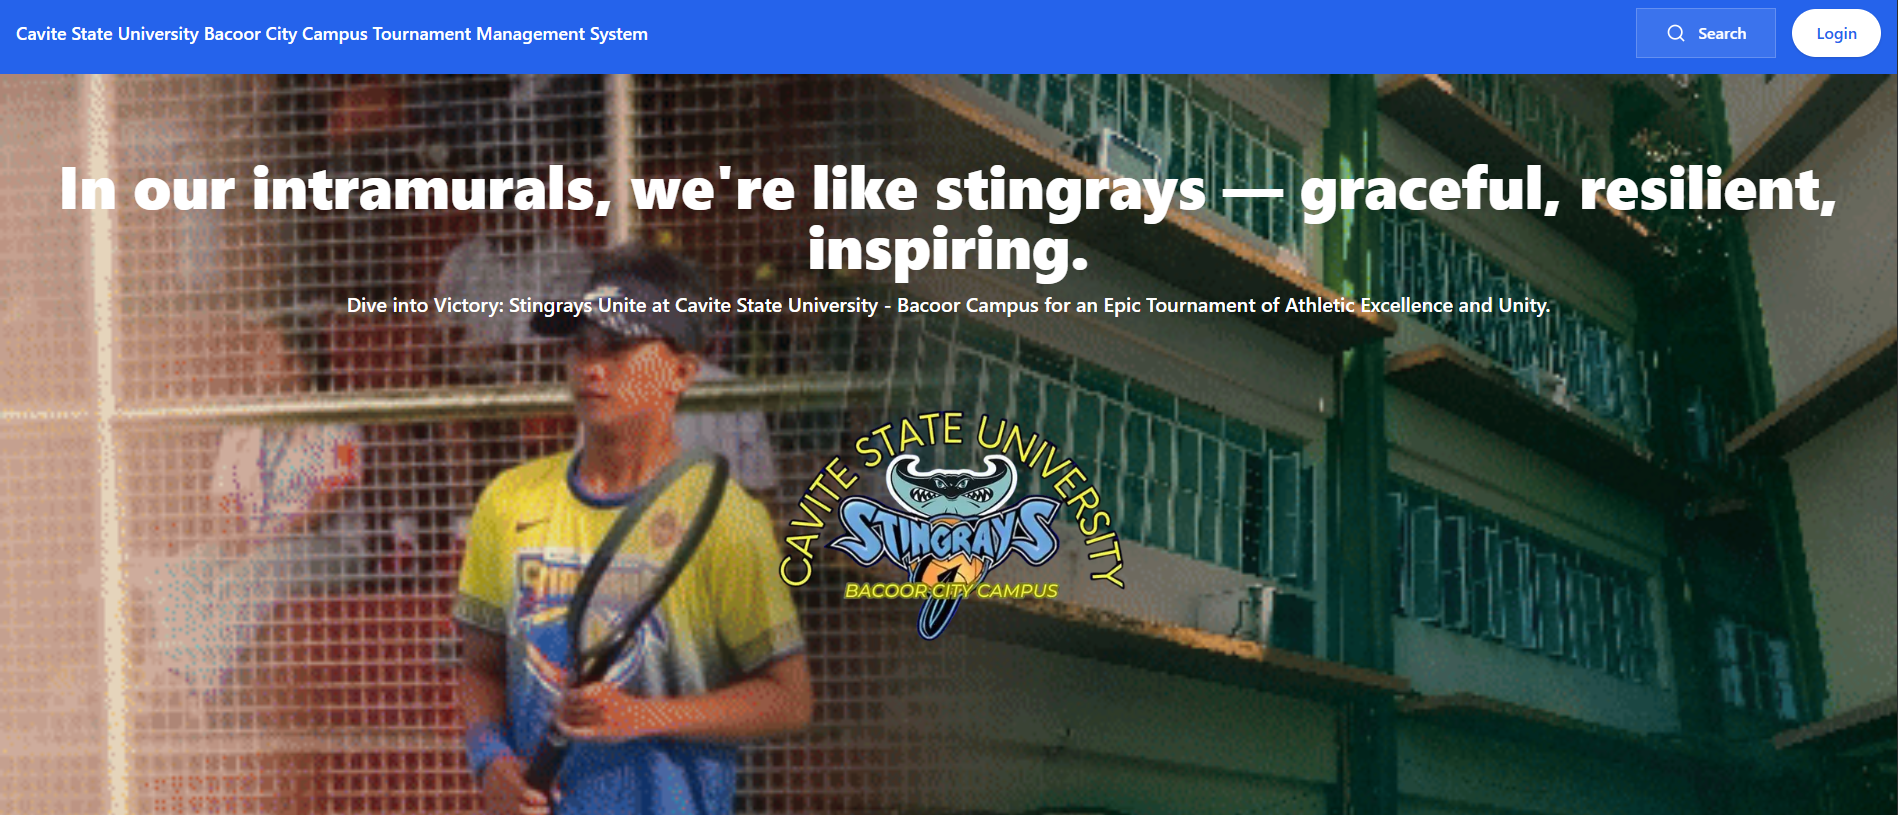 Cavite State University Bacoor City Campus Tournament Management System
Search
Login
In our intramurals, we're like stingrays — graceful, resilient,
inspiring.
Dive into Victory: Stingrays Unite at Cavite State University - Bacoor Campus for an Epic Tournament of Athletic Excellence and Unity.
CAVITE STATE UNIVERSITY
STINGRAYS
BACOOR CITY CAMPUS